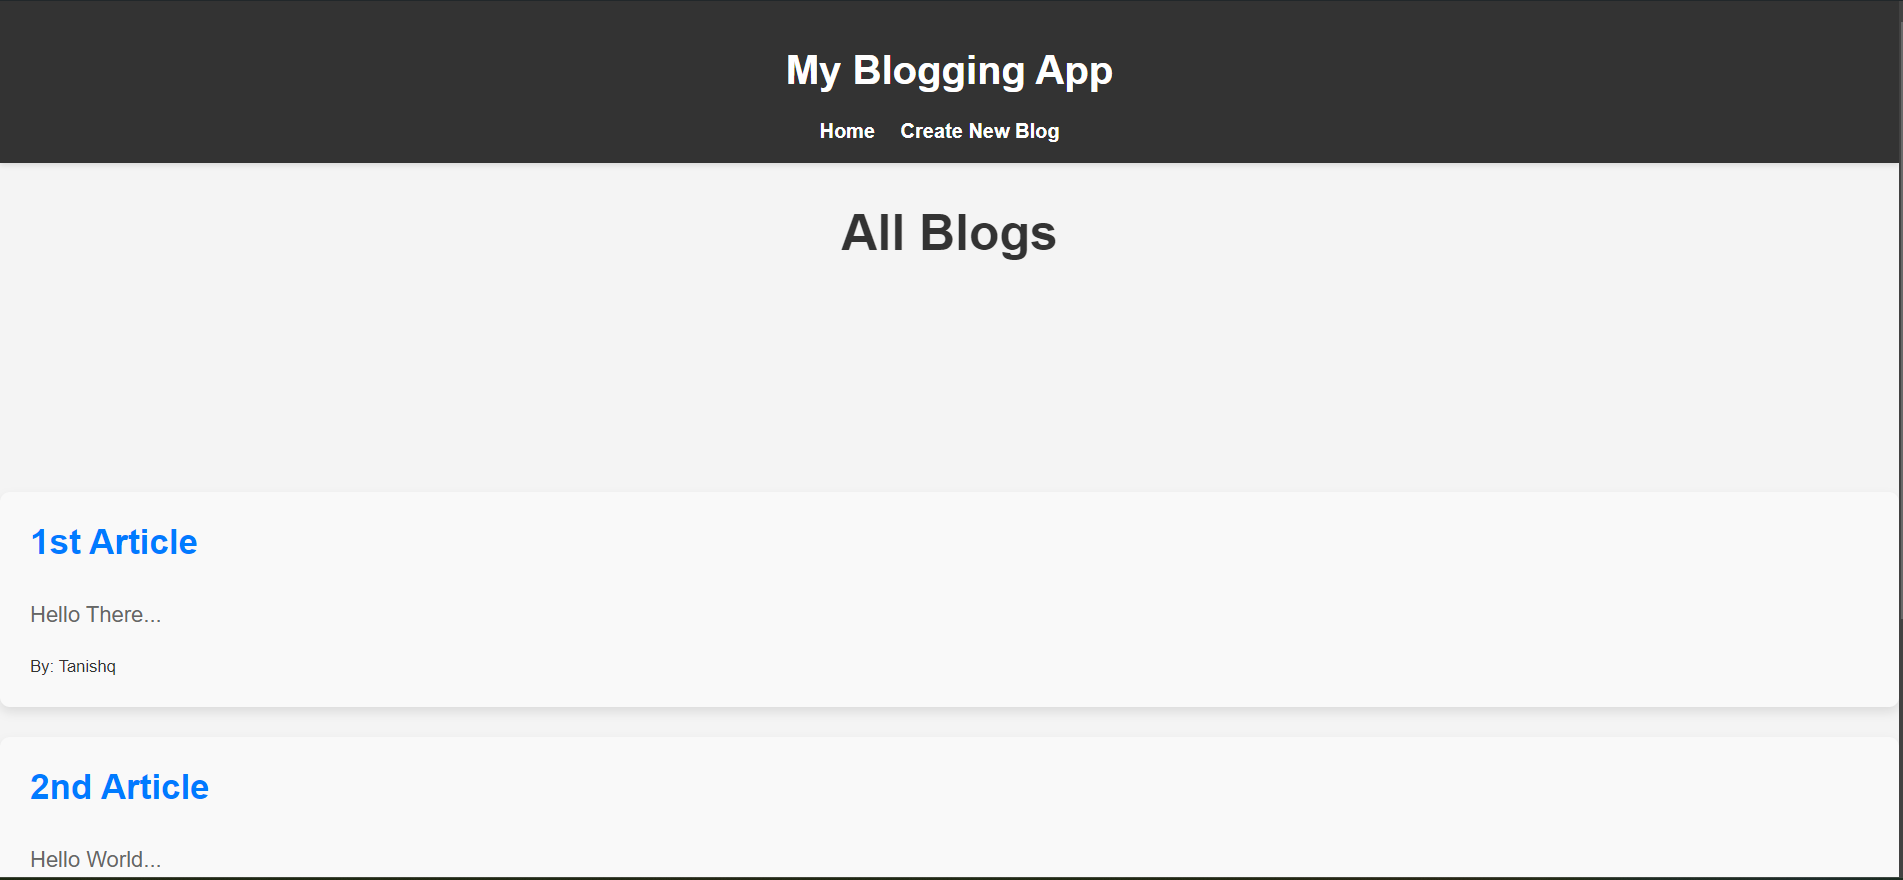 My Blogging App
Home Create New Blog
All Blogs
1st Article
Hello There...
By: Tanishq
2nd Article
Hello World...